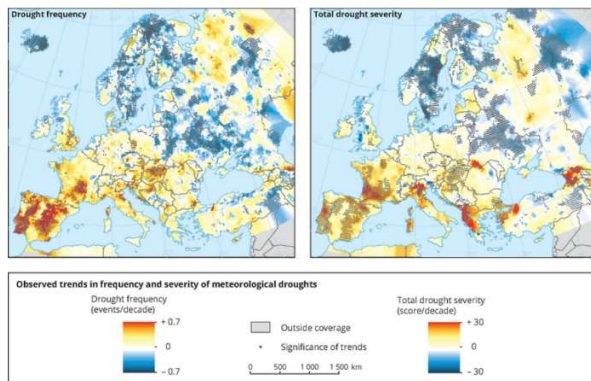 Drought frequency
Total drought severity
Observed trends in frequency and severity of meteorological droughts
Drought frequency
(events/decade)
+ 0.7
0
– 0.7
Outside coverage
Significance of trends
0 500 1 000 1 500 km
Total drought severity
(score/decade)
+ 30
0
– 30